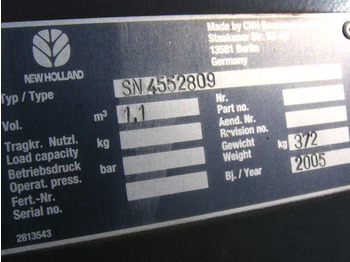 Made by CNH
Staakener Str.
13581 Berlin
Germany
NEW HOLLAND
Typ / Type SN 4552809
Vol. m³ 1.1
Tragkr. Nutzl. kg
Load capacity
Betriebsdruck bar
Operat. press.
Fert.-Nr.
Serial no.
Nr.
Part no.
Aend. Nr.
Revision no.
Gewicht kg 372
Weight
Bj. / Year 2005
2813543